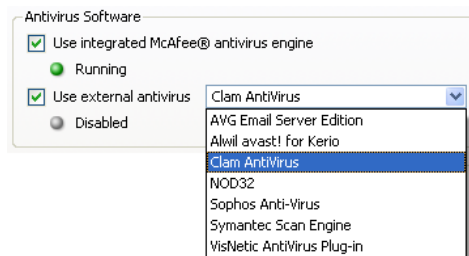 Antivirus Software
Use integrated McAfee® antivirus engine
Running
Use external antivirus Clam AntiVirus
Disabled
AVG Email Server Edition
Alwil avast! for Kerio
Clam AntiVirus
NOD32
Sophos Anti-Virus
Symantec Scan Engine
VisNetic AntiVirus Plug-in